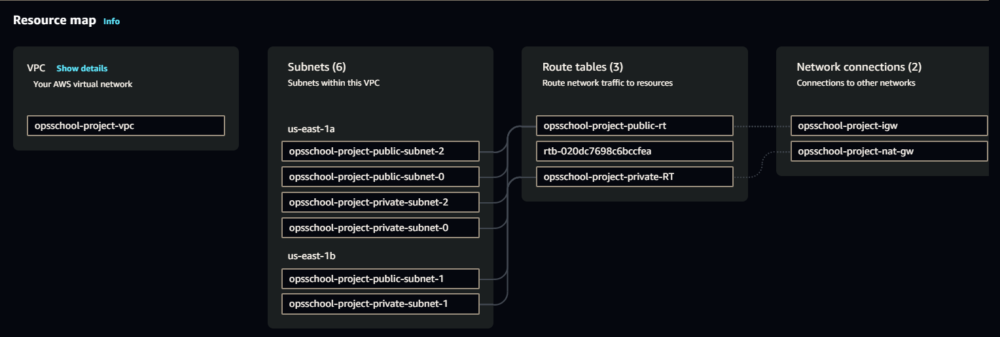 Resource map Info
VPC Show details
Your AWS virtual network
opsschool-project-vpc
Subnets (6)
Subnets within this VPC
us-east-1a
opsschool-project-public-subnet-2
opsschool-project-public-subnet-0
opsschool-project-private-subnet-2
opsschool-project-private-subnet-0
us-east-1b
opsschool-project-public-subnet-1
opsschool-project-private-subnet-1
Route tables (3)
Route network traffic to resources
opsschool-project-public-rt
rtb-020dc7698c6bccfea
opsschool-project-private-RT
Network connections (2)
Connections to other networks
opsschool-project-igw
opsschool-project-nat-gw